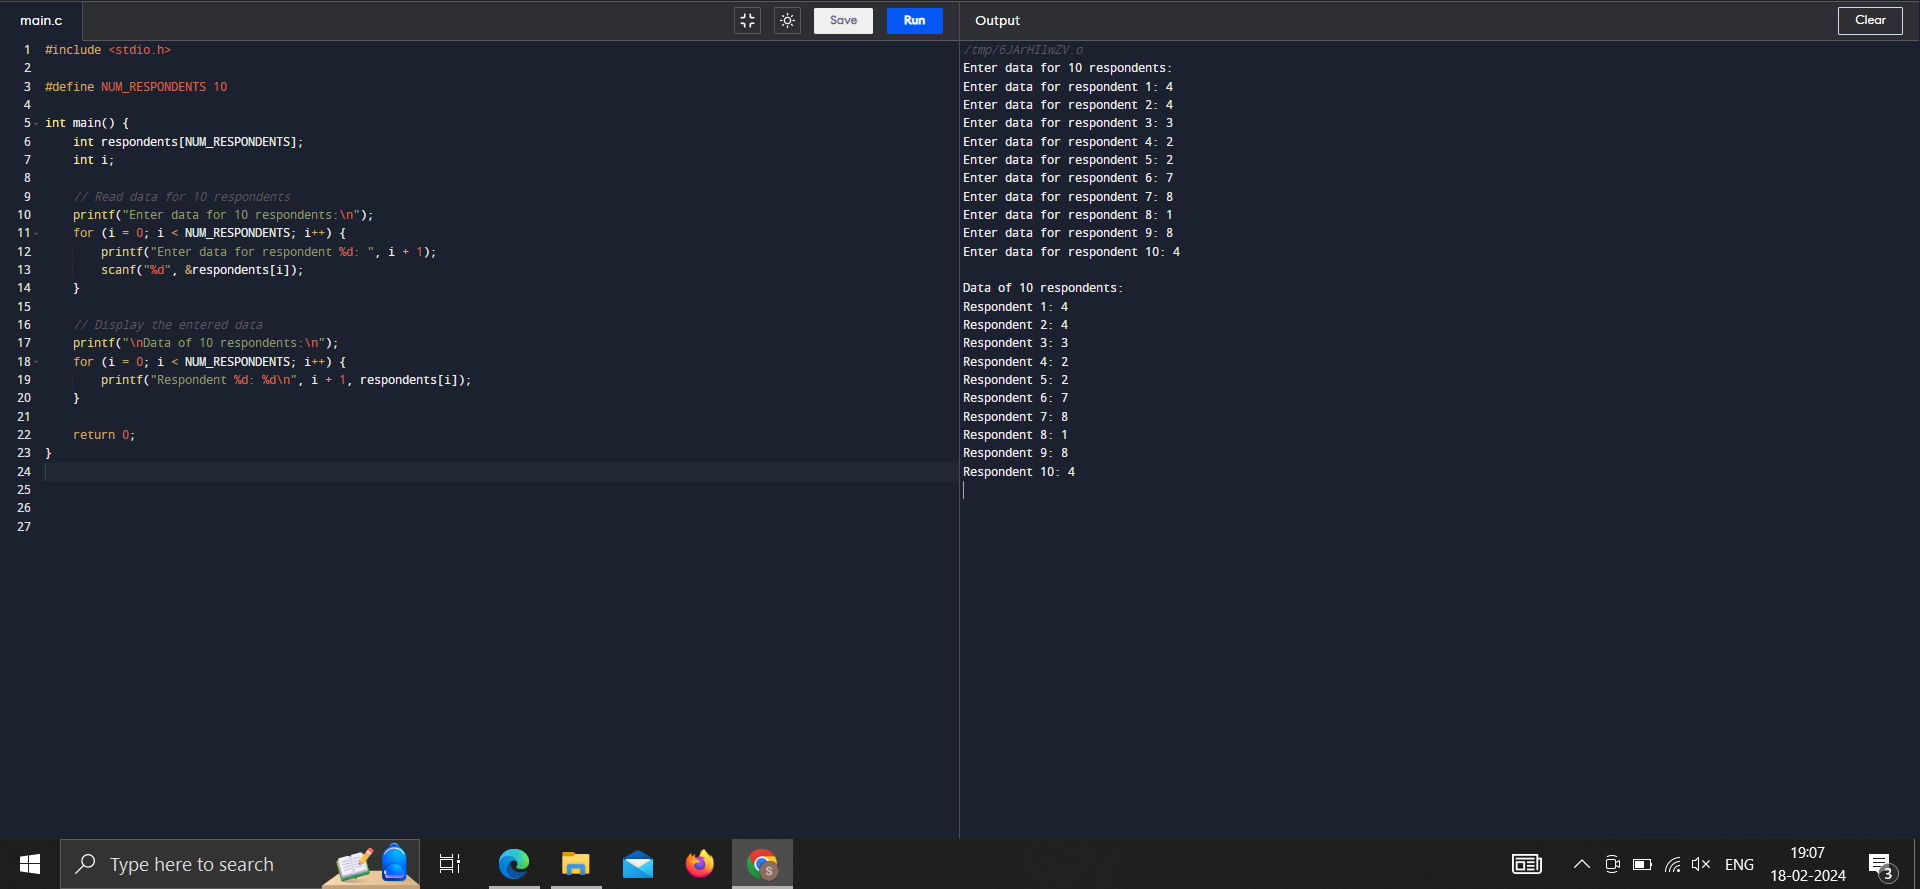 main.c
Save
Run
Output
Clear
1 #include <stdio.h>
2
3 #define NUM_RESPONDENTS 10
4
5 int main() {
6     int respondents[NUM_RESPONDENTS];
7     int i;
8
9     // Read data for 10 respondents
10     printf("Enter data for 10 respondents:\n");
11     for (i = 0; i < NUM_RESPONDENTS; i++) {
12         printf("Enter data for respondent %d: ", i + 1);
13         scanf("%d", &respondents[i]);
14     }
15
16     // Display the entered data
17     printf("\nData of 10 respondents:\n");
18     for (i = 0; i < NUM_RESPONDENTS; i++) {
19         printf("Respondent %d: %d\n", i + 1, respondents[i]);
20     }
21
22     return 0;
23 }
24
25
26
27
/tmp/6JArHIlwZV.o
Enter data for 10 respondents:
Enter data for respondent 1: 4
Enter data for respondent 2: 4
Enter data for respondent 3: 3
Enter data for respondent 4: 2
Enter data for respondent 5: 2
Enter data for respondent 6: 7
Enter data for respondent 7: 8
Enter data for respondent 8: 1
Enter data for respondent 9: 8
Enter data for respondent 10: 4

Data of 10 respondents:
Respondent 1: 4
Respondent 2: 4
Respondent 3: 3
Respondent 4: 2
Respondent 5: 2
Respondent 6: 7
Respondent 7: 8
Respondent 8: 1
Respondent 9: 8
Respondent 10: 4
Type here to search
S
ENG
19:07
18-02-2024
3